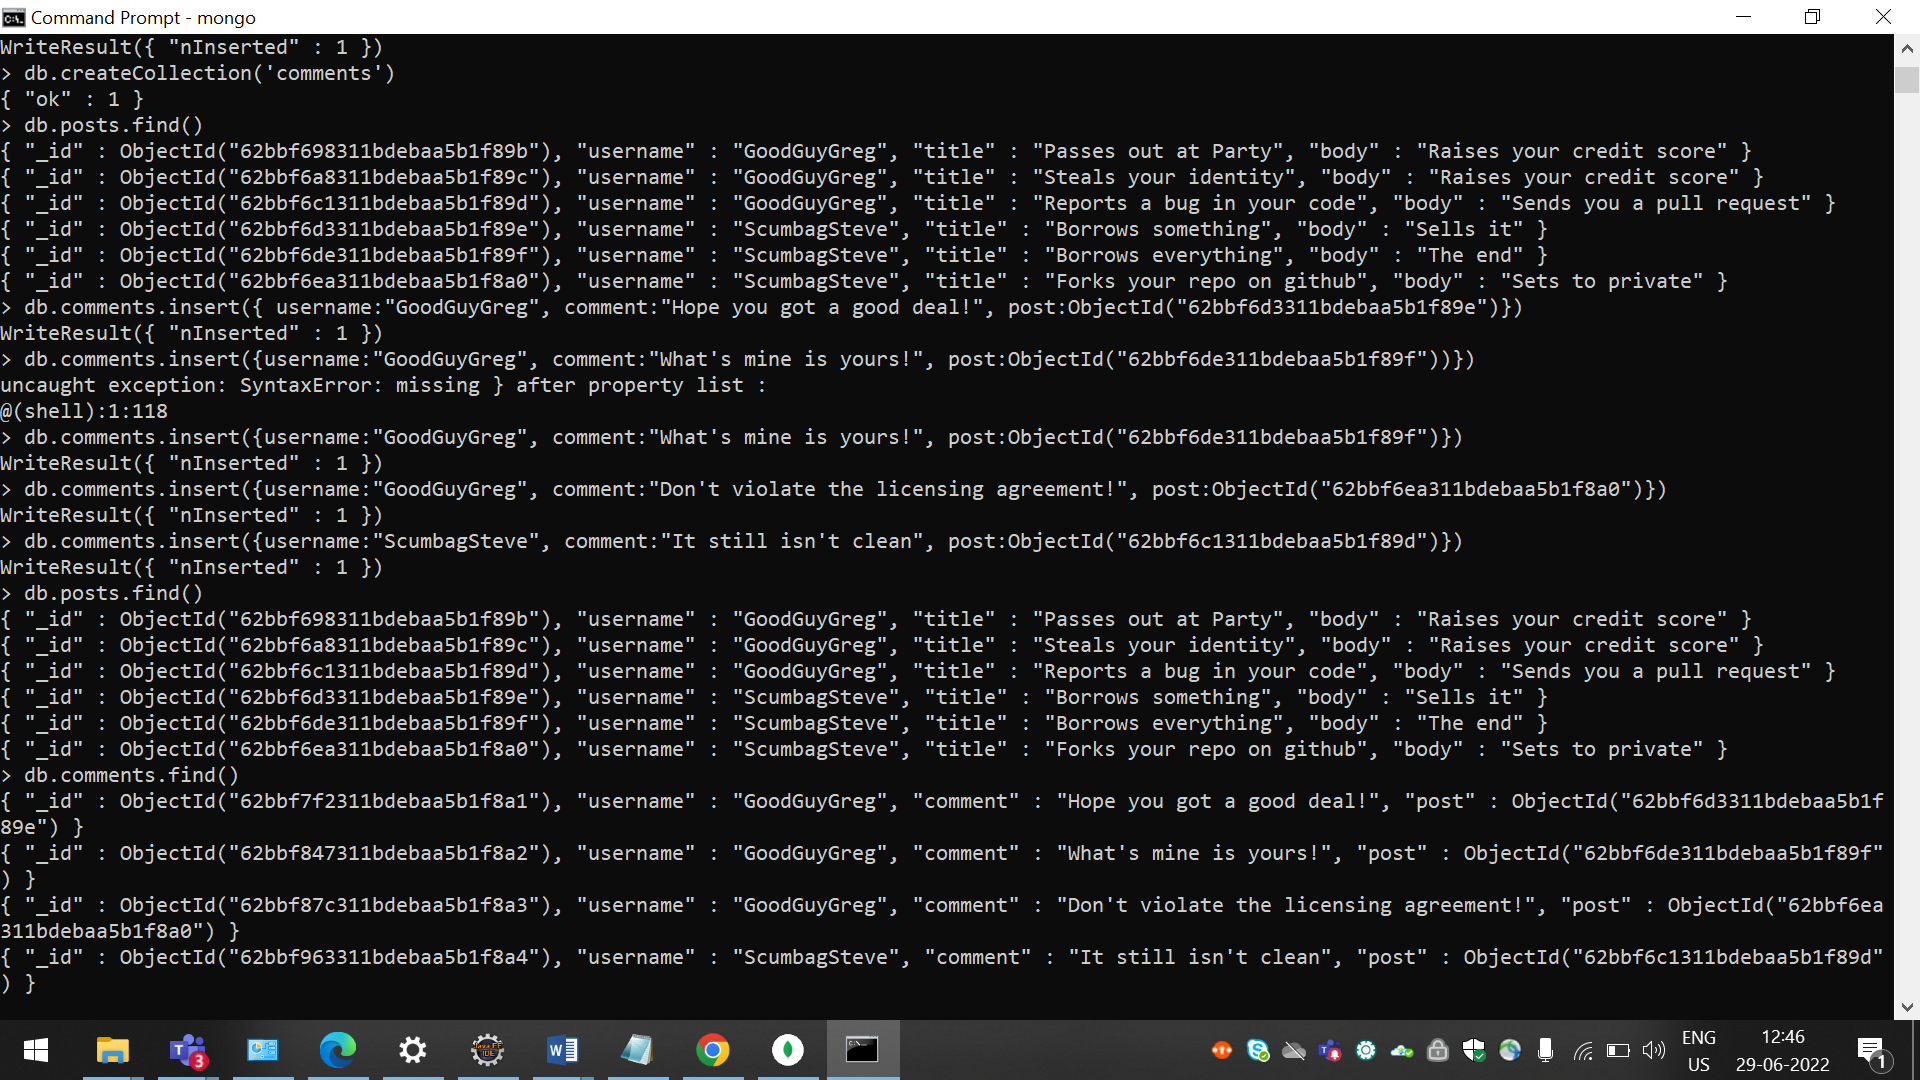 Command Prompt - mongo
WriteResult({ "nInserted" : 1 })
> db.createCollection('comments')
{ "ok" : 1 }
> db.posts.find()
{ "_id" : ObjectId("62bbf698311bdebaa5b1f89b"), "username" : "GoodGuyGreg", "title" : "Passes out at Party", "body" : "Raises your credit score" }
{ "_id" : ObjectId("62bbf6a8311bdebaa5b1f89c"), "username" : "GoodGuyGreg", "title" : "Steals your identity", "body" : "Raises your credit score" }
{ "_id" : ObjectId("62bbf6c1311bdebaa5b1f89d"), "username" : "GoodGuyGreg", "title" : "Reports a bug in your code", "body" : "Sends you a pull request" }
{ "_id" : ObjectId("62bbf6d3311bdebaa5b1f89e"), "username" : "ScumbagSteve", "title" : "Borrows something", "body" : "Sells it" }
{ "_id" : ObjectId("62bbf6de311bdebaa5b1f89f"), "username" : "ScumbagSteve", "title" : "Borrows everything", "body" : "The end" }
{ "_id" : ObjectId("62bbf6ea311bdebaa5b1f8a0"), "username" : "ScumbagSteve", "title" : "Forks your repo on github", "body" : "Sets to private" }
> db.comments.insert({ username:"GoodGuyGreg", comment:"Hope you got a good deal!", post:ObjectId("62bbf6d3311bdebaa5b1f89e")})
WriteResult({ "nInserted" : 1 })
> db.comments.insert({username:"GoodGuyGreg", comment:"What's mine is yours!", post:ObjectId("62bbf6de311bdebaa5b1f89f"))})
uncaught exception: SyntaxError: missing } after property list :
@(shell):1:118
> db.comments.insert({username:"GoodGuyGreg", comment:"What's mine is yours!", post:ObjectId("62bbf6de311bdebaa5b1f89f")})
WriteResult({ "nInserted" : 1 })
> db.comments.insert({username:"GoodGuyGreg", comment:"Don't violate the licensing agreement!", post:ObjectId("62bbf6ea311bdebaa5b1f8a0")})
WriteResult({ "nInserted" : 1 })
> db.comments.insert({username:"ScumbagSteve", comment:"It still isn't clean", post:ObjectId("62bbf6c1311bdebaa5b1f89d")})
WriteResult({ "nInserted" : 1 })
> db.posts.find()
{ "_id" : ObjectId("62bbf698311bdebaa5b1f89b"), "username" : "GoodGuyGreg", "title" : "Passes out at Party", "body" : "Raises your credit score" }
{ "_id" : ObjectId("62bbf6a8311bdebaa5b1f89c"), "username" : "GoodGuyGreg", "title" : "Steals your identity", "body" : "Raises your credit score" }
{ "_id" : ObjectId("62bbf6c1311bdebaa5b1f89d"), "username" : "GoodGuyGreg", "title" : "Reports a bug in your code", "body" : "Sends you a pull request" }
{ "_id" : ObjectId("62bbf6d3311bdebaa5b1f89e"), "username" : "ScumbagSteve", "title" : "Borrows something", "body" : "Sells it" }
{ "_id" : ObjectId("62bbf6de311bdebaa5b1f89f"), "username" : "ScumbagSteve", "title" : "Borrows everything", "body" : "The end" }
{ "_id" : ObjectId("62bbf6ea311bdebaa5b1f8a0"), "username" : "ScumbagSteve", "title" : "Forks your repo on github", "body" : "Sets to private" }
> db.comments.find()
{ "_id" : ObjectId("62bbf7f2311bdebaa5b1f8a1"), "username" : "GoodGuyGreg", "comment" : "Hope you got a good deal!", "post" : ObjectId("62bbf6d3311bdebaa5b1f
89e") }
{ "_id" : ObjectId("62bbf847311bdebaa5b1f8a2"), "username" : "GoodGuyGreg", "comment" : "What's mine is yours!", "post" : ObjectId("62bbf6de311bdebaa5b1f89f"
) }
{ "_id" : ObjectId("62bbf87c311bdebaa5b1f8a3"), "username" : "GoodGuyGreg", "comment" : "Don't violate the licensing agreement!", "post" : ObjectId("62bbf6ea
311bdebaa5b1f8a0") }
{ "_id" : ObjectId("62bbf963311bdebaa5b1f8a4"), "username" : "ScumbagSteve", "comment" : "It still isn't clean", "post" : ObjectId("62bbf6c1311bdebaa5b1f89d"
) }
3
ENG
US
12:46
29-06-2022
1